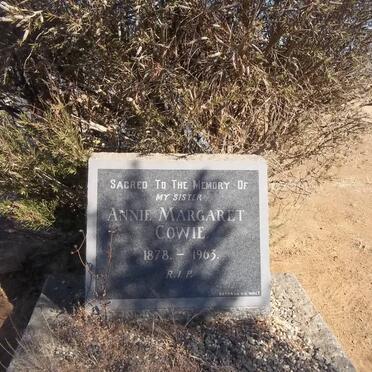 SACRED TO THE MEMORY OF
MY SISTER
ANNIE MARGARET
COWIE
1878. – 1963.
R.I.P.